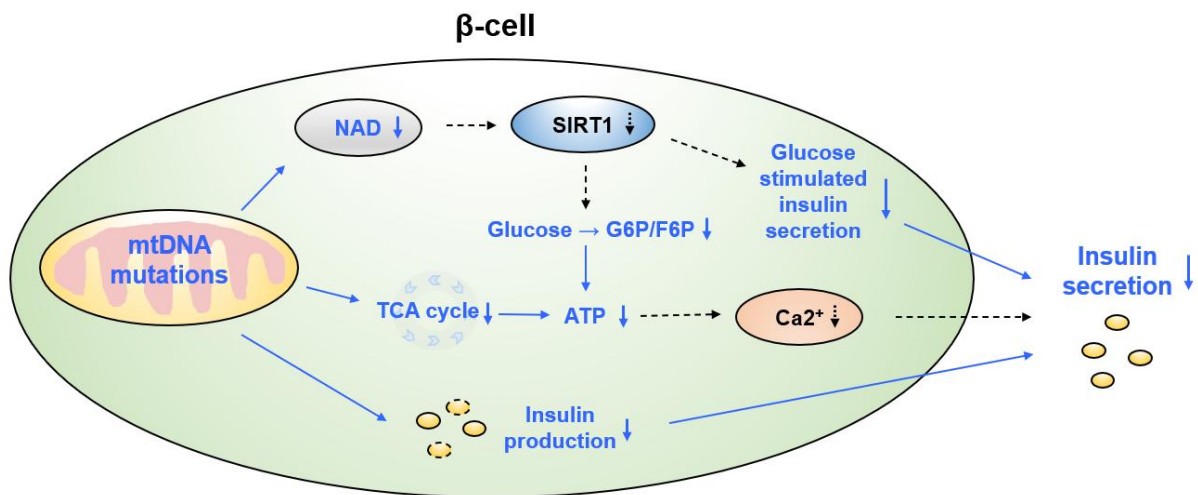 β-cell
NAD
SIRT1
Glucose
stimulated
insulin
secretion
Glucose → G6P/F6P
mtDNA
mutations
Insulin
secretion
TCA cycle
ATP
Ca2⁺
Insulin
production